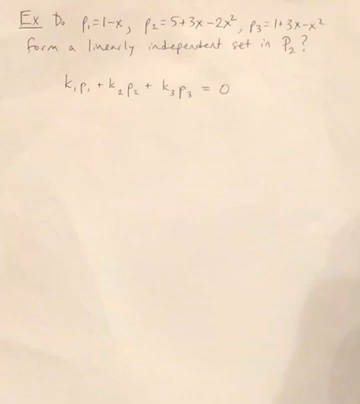 Ex Do p₁=1-x, p₂=5+3x-2x², p₃=1+3x-x²
form a linearly independent set in P₂?
k₁p₁ + k₂p₂ + k₃p₃ = 0